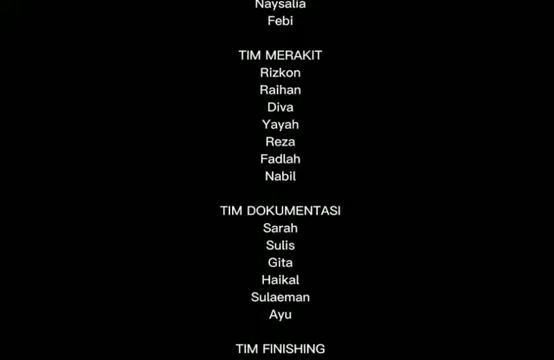 Naysalia
Febi
TIM MERAKIT
Rizkon
Raihan
Diva
Yayah
Reza
Fadlah
Nabil
TIM DOKUMENTASI
Sarah
Sulis
Gita
Haikal
Sulaeman
Ayu
TIM FINISHING